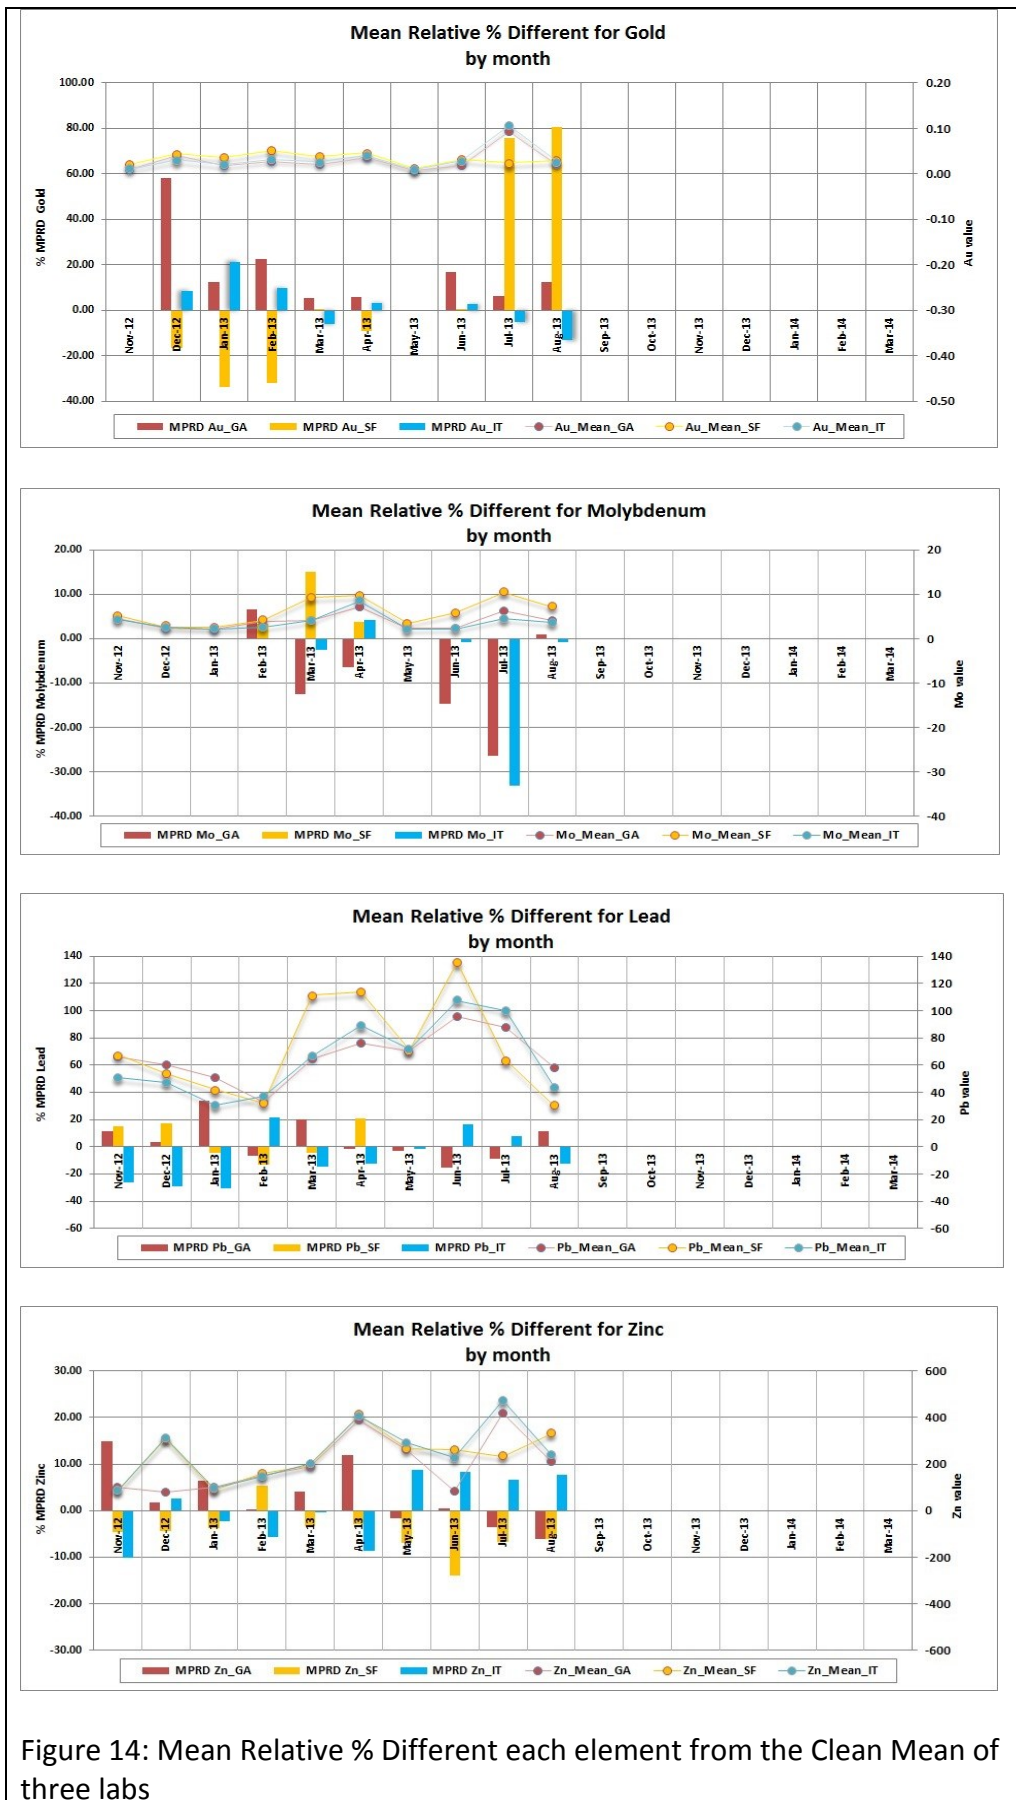 Mean Relative % Different for Gold
by month
100.00
80.00
60.00
40.00
20.00
0.00
-20.00
-40.00
% MPRD Gold
0.20
0.10
0.00
-0.10
-0.20
-0.30
-0.40
-0.50
Au value
Nov-12 Dec-12 Jan-13 Feb-13 Mar-13 Apr-13 May-13 Jun-13 Jul-13 Aug-13 Sep-13 Oct-13 Nov-13 Dec-13 Jan-14 Feb-14 Mar-14
MPRD Au_GA MPRD Au_SF MPRD Au_IT Au_Mean_GA Au_Mean_SF Au_Mean_IT
Mean Relative % Different for Molybdenum
by month
20.00
10.00
0.00
-10.00
-20.00
-30.00
-40.00
% MPRD Molybdenum
20
10
0
-10
-20
-30
-40
Mo value
Nov-12 Dec-12 Jan-13 Feb-13 Mar-13 Apr-13 May-13 Jun-13 Jul-13 Aug-13 Sep-13 Oct-13 Nov-13 Dec-13 Jan-14 Feb-14 Mar-14
MPRD Mo_GA MPRD Mo_SF MPRD Mo_IT Mo_Mean_GA Mo_Mean_SF Mo_Mean_IT
Mean Relative % Different for Lead
by month
140
120
100
80
60
40
20
0
-20
-40
-60
% MPRD Lead
140
120
100
80
60
40
20
0
-20
-40
-60
Pb value
Nov-12 Dec-12 Jan-13 Feb-13 Mar-13 Apr-13 May-13 Jun-13 Jul-13 Aug-13 Sep-13 Oct-13 Nov-13 Dec-13 Jan-14 Feb-14 Mar-14
MPRD Pb_GA MPRD Pb_SF MPRD Pb_IT Pb_Mean_GA Pb_Mean_SF Pb_Mean_IT
Mean Relative % Different for Zinc
by month
30.00
20.00
10.00
0.00
-10.00
-20.00
-30.00
% MPRD Zinc
600
400
200
0
-200
-400
-600
Zn value
Nov-12 Dec-12 Jan-13 Feb-13 Mar-13 Apr-13 May-13 Jun-13 Jul-13 Aug-13 Sep-13 Oct-13 Nov-13 Dec-13 Jan-14 Feb-14 Mar-14
MPRD Zn_GA MPRD Zn_SF MPRD Zn_IT Zn_Mean_GA Zn_Mean_SF Zn_Mean_IT
Figure 14: Mean Relative % Different each element from the Clean Mean of
three labs